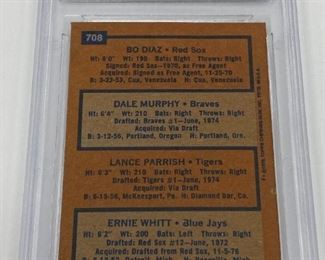 708
BO DIAZ • Red Sox
Ht: 6'0" Wt: 190 Bats: Right Throws: Right
Signed: Red Sox-1970, as Free Agent
Acquired: Signed as Free Agent, 11-25-70
B: 3-23-53, Cua, Venezuela H: Cua, Venezuela
DALE MURPHY • Braves
Ht: 6'4" Wt: 210 Bats: Right Throws: Right
Drafted: Braves #1-June, 1974
Acquired: Via Draft
B: 3-12-56, Portland, Oregon H: Portland, Ore.
LANCE PARRISH • Tigers
Ht: 6'3" Wt: 210 Bats: Right Throws: Right
Drafted: Tigers #1-June, 1974
Acquired: Via Draft
B: 6-15-56, McKeesport, Pa. H: Diamond Bar, Ca.
ERNIE WHITT • Blue Jays
Ht: 6'2" Wt: 200 Bats: Left Throws: Right
Drafted: Red Sox #12-June, 1972
Acquired: Drafted from Red Sox, 11-5-76